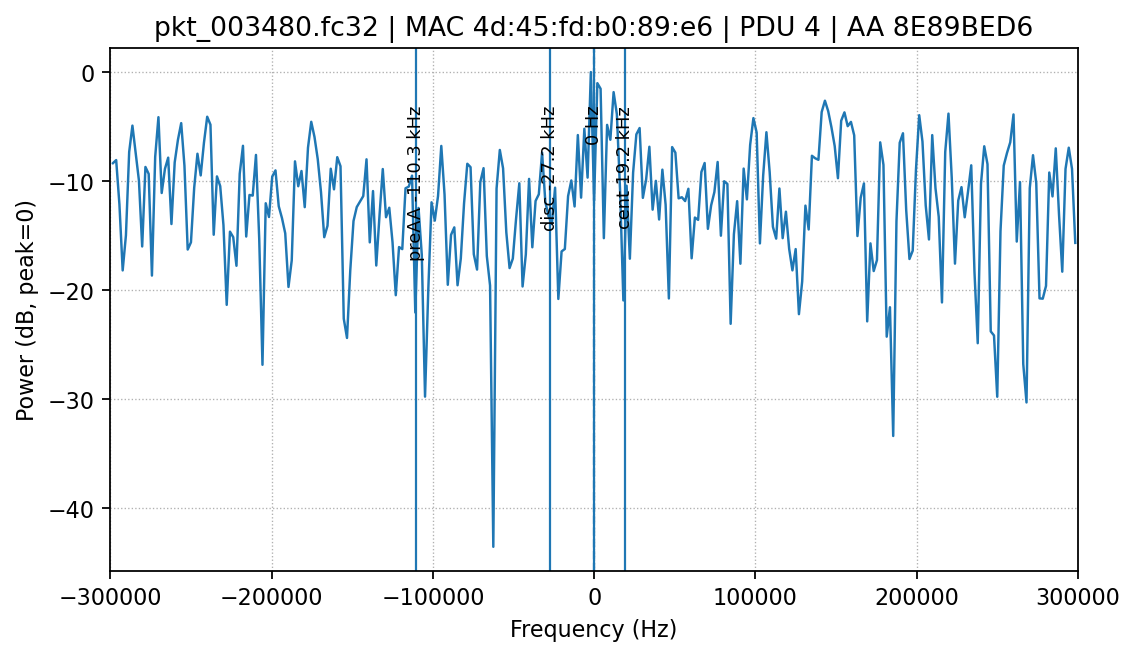 pkt_003480.fc32 | MAC 4d:45:fd:b0:89:e6 | PDU 4 | AA 8E89BED6
Power (dB, peak=0)
0
−10
−20
−30
−40
preAA -110.3 kHz
disc -27.2 kHz
0 Hz
cent 19.2 kHz
−300000
−200000
−100000
0
100000
200000
300000
Frequency (Hz)